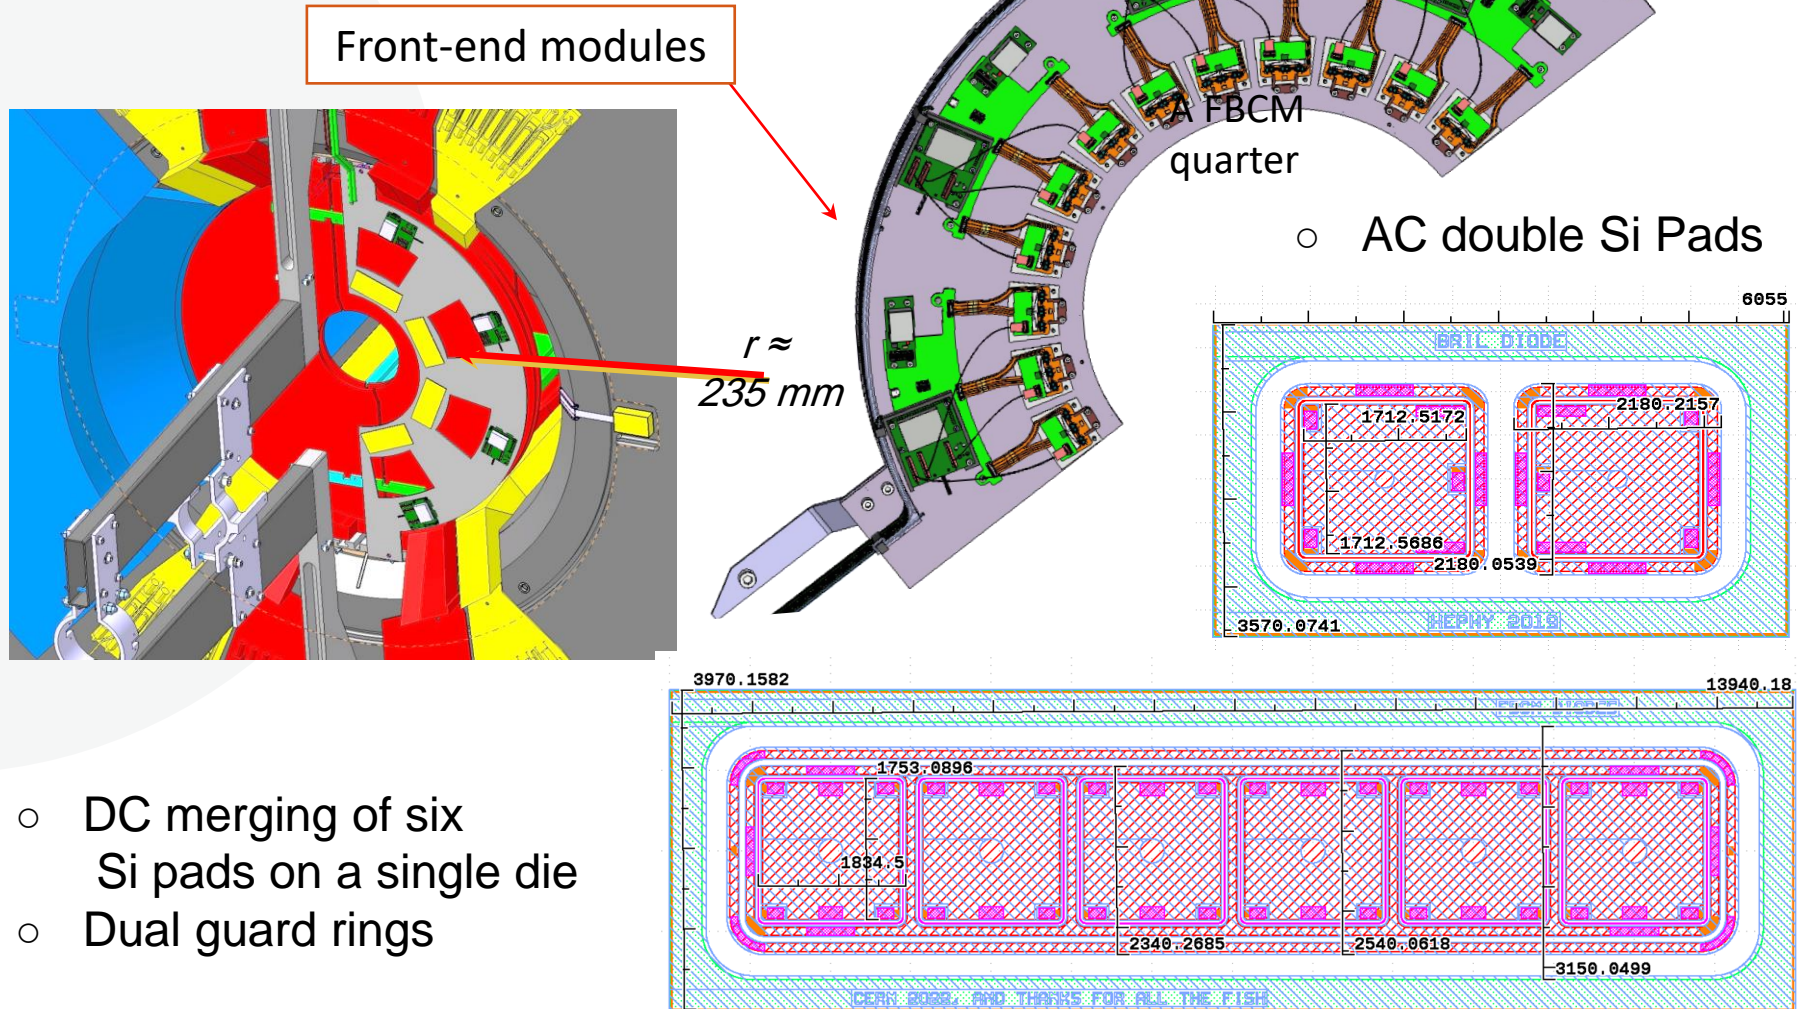 Front-end modules
A FBCM
quarter
○ AC double Si Pads
r ≈
235 mm
6055
BRIL DIODE
1712.5172
2180.2157
1712.5686
2180.0539
3570.0741
HEPHY 2019
3970.1582
13940.18
FBCM DIODES
1753.0896
1834.5
2340.2685
2540.0618
3150.0499
CERN 2022, AND THANKS FOR ALL THE FISH
○ DC merging of six
Si pads on a single die
○ Dual guard rings